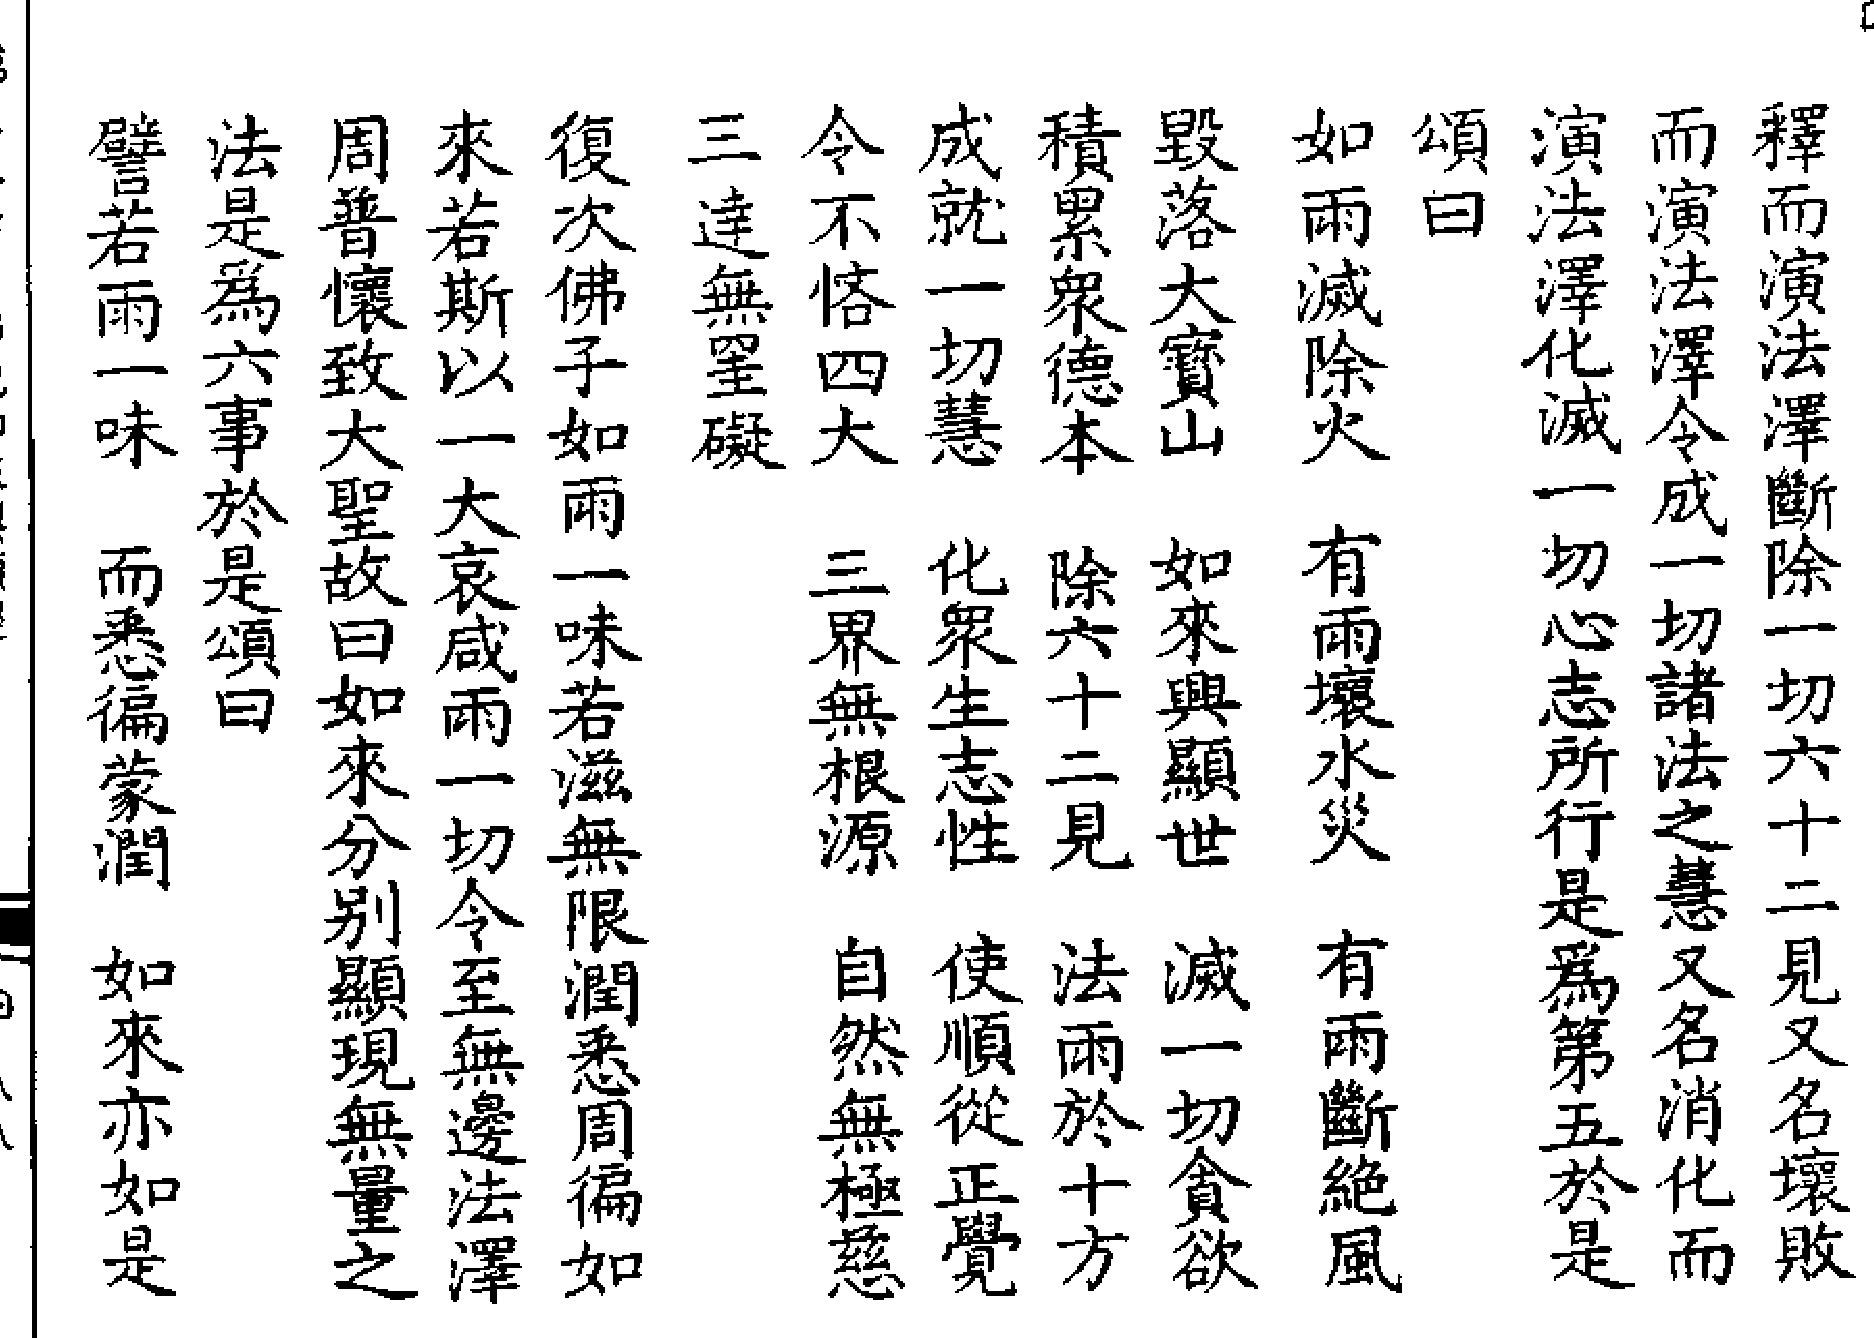 釋而演法澤斷除一切六十二見又名壞敗
而演法澤令成一切諸法之慧又名消化而
演法澤化滅一切心志所行是爲第五於是
頌曰
如雨滅除火　有雨壞水災　有雨斷絕風
毀落大寶山　如來興顯世　滅一切貪欲
積累衆德本　除六十二見　法雨於十方
成就一切慧　化衆生志性　使順從正覺
令不悋四大　三界無根源　自然無極慈
三達無罣礙
復次佛子如雨一味若滋無限潤悉周徧如
來若斯以一大哀咸雨一切令至無邊法澤
周普懷致大聖故曰如來分别顯現無量之
法是爲六事於是頌曰
譬若雨一味　而悉徧蒙潤　如來亦如是